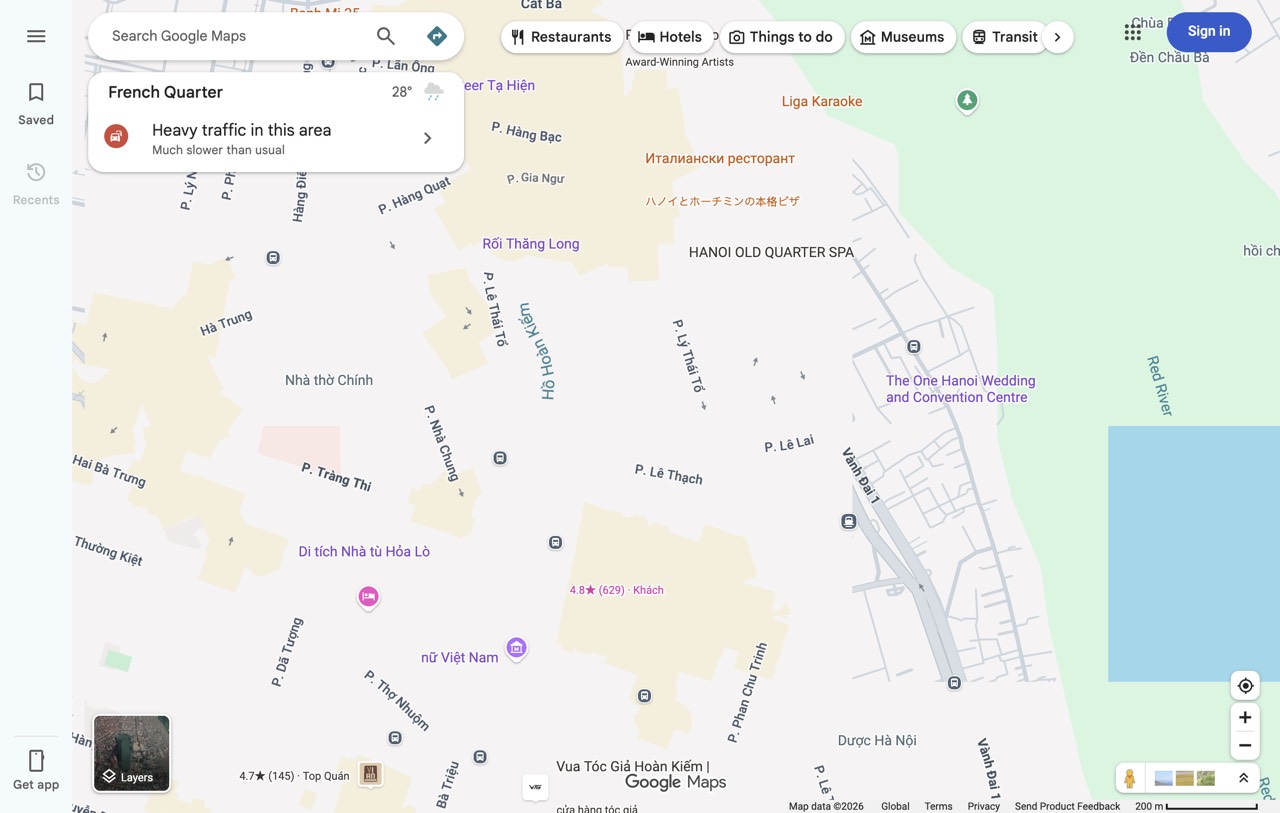 Search Google Maps
Restaurants
Hotels
Things to do
Museums
Transit
Sign in
Saved
Recents
Get app
French Quarter
28°
Heavy traffic in this area
Much slower than usual
Banh Mi 25
Cát Bà
Award-Winning Artists
Chùa
Đền Chầu Bà
P. Lãn Ông
eer Tạ Hiện
Liga Karaoke
P. Hàng Bạc
Италиански ресторант
P. Gia Ngư
P. Hàng Quạt
ハノイとホーチミンの本格ピザ
Rối Thăng Long
HANOI OLD QUARTER SPA
hồi ch
P. Lê Thái Tổ
Hồ Hoàn Kiếm
Hà Trung
P. Lý Thái Tổ
Nhà thờ Chính
The One Hanoi Wedding
and Convention Centre
Red River
P. Nhà Chung
P. Lê Lai
Hai Bà Trung
P. Tràng Thi
P. Lê Thạch
Vành Đai 1
Thường Kiệt
Di tích Nhà tù Hỏa Lò
4.8★ (629) · Khách
P. Dã Tượng
nữ Việt Nam
P. Thợ Nhuộm
P. Phan Chu Trinh
Dược Hà Nội
Vành Đai 1
Layers
4.7★ (145) · Top Quán
Bà Triệu
Vua Tóc Giả Hoàn Kiếm |
cửa hàng tóc giả
Google Maps
Map data ©2026
Global
Terms
Privacy
Send Product Feedback
200 m